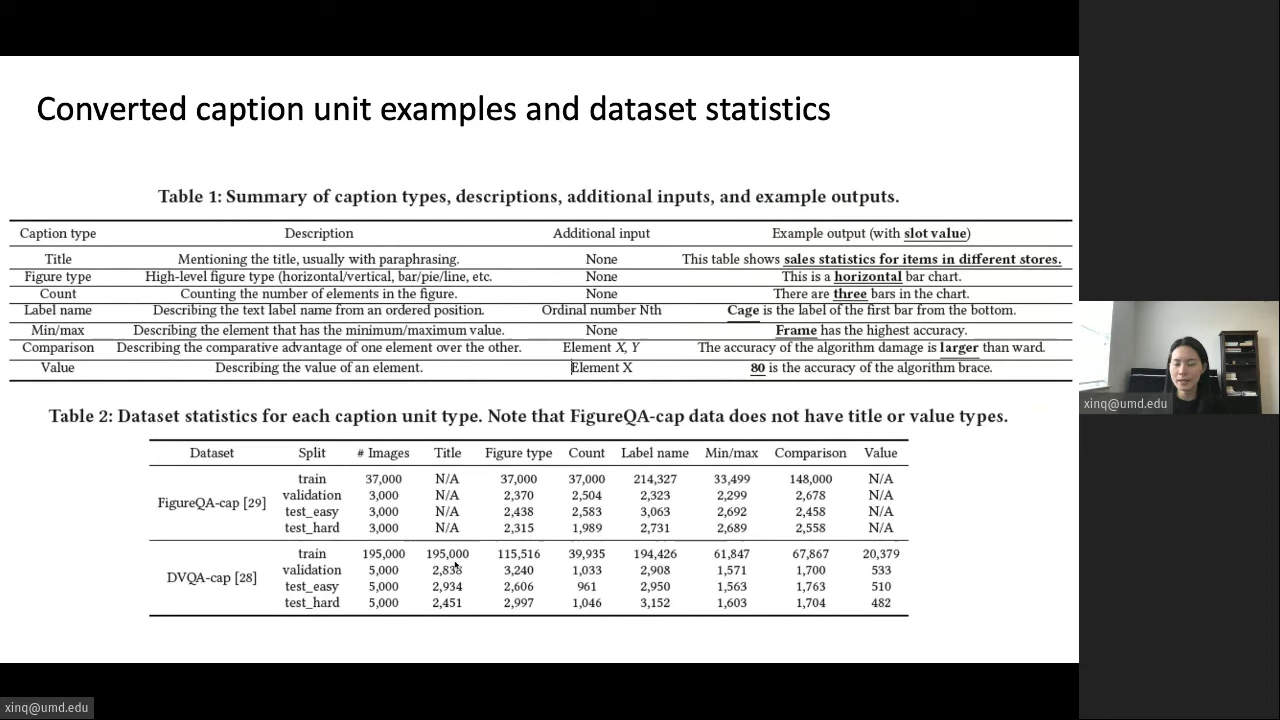 Converted caption unit examples and dataset statistics
Table 1: Summary of caption types, descriptions, additional inputs, and example outputs.
Caption type Description Additional input Example output (with slot value)
Title Mentioning the title, usually with paraphrasing. None This table shows sales statistics for items in different stores.
Figure type High-level figure type (horizontal/vertical, bar/pie/line, etc. None This is a horizontal bar chart.
Count Counting the number of elements in the figure. None There are three bars in the chart.
Label name Describing the text label name from an ordered position. Ordinal number Nth Cage is the label of the first bar from the bottom.
Min/max Describing the element that has the minimum/maximum value. None Frame has the highest accuracy.
Comparison Describing the comparative advantage of one element over the other. Element X, Y The accuracy of the algorithm damage is larger than ward.
Value Describing the value of an element. Element X 80 is the accuracy of the algorithm brace.
Table 2: Dataset statistics for each caption unit type. Note that FigureQA-cap data does not have title or value types.
Dataset Split # Images Title Figure type Count Label name Min/max Comparison Value
FigureQA-cap [29]
train 37,000 N/A 37,000 37,000 214,327 33,499 148,000 N/A
validation 3,000 N/A 2,370 2,504 2,323 2,299 2,678 N/A
test_easy 3,000 N/A 2,438 2,583 3,063 2,692 2,458 N/A
test_hard 3,000 N/A 2,315 1,989 2,731 2,689 2,558 N/A
DVQA-cap [28]
train 195,000 195,000 115,516 39,935 194,426 61,847 67,867 20,379
validation 5,000 2,838 3,240 1,033 2,908 1,571 1,700 533
test_easy 5,000 2,934 2,606 961 2,950 1,563 1,763 510
test_hard 5,000 2,451 2,997 1,046 3,152 1,603 1,704 482
xinq@umd.edu
xinq@umd.edu